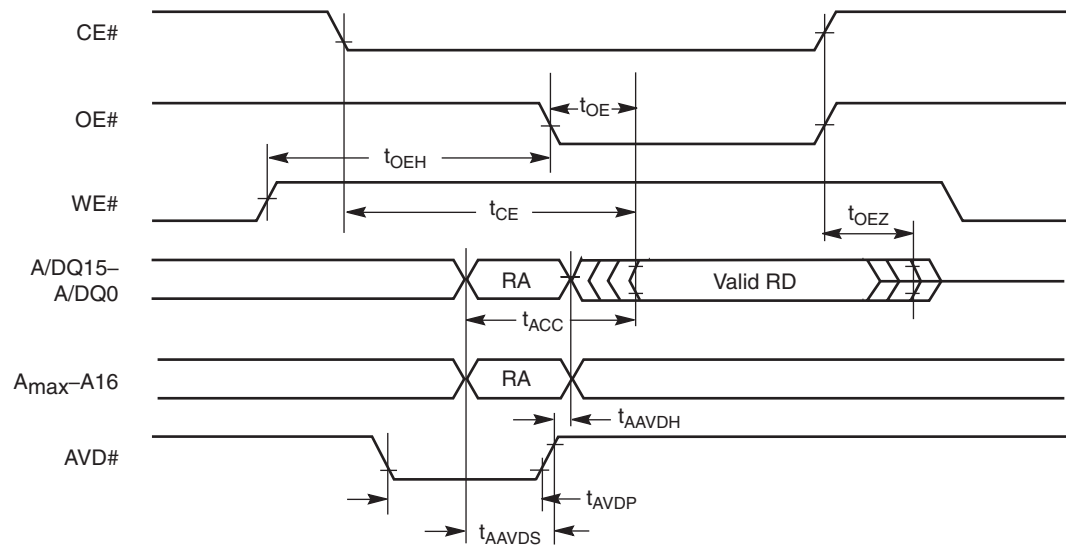 CE#
OE#
tOE
tOEH
WE#
tCE
tOEZ
A/DQ15–
A/DQ0
RA
Valid RD
tACC
Amax–A16
RA
tAAVDH
AVD#
tAVDP
tAAVDS